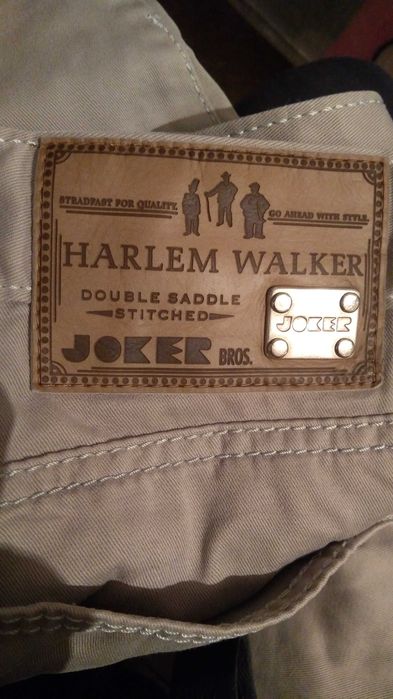 STEADFAST FOR QUALITY.
GO AHEAD WITH STYLE.
HARLEM WALKER
DOUBLE SADDLE
STITCHED
JOKER BROS.
JOKER